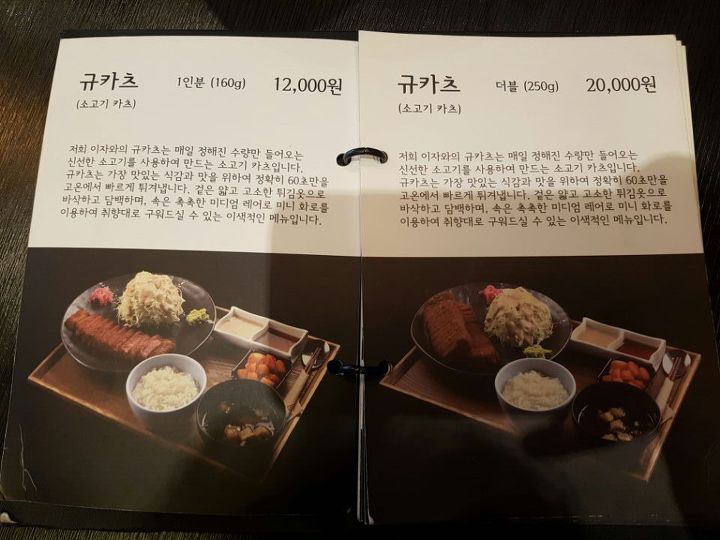 규카츠 1인분 (160g) 12,000원
(소고기 카츠)
저희 이자와의 규카츠는 매일 정해진 수량만 들어오는
신선한 소고기를 사용하여 만드는 소고기 카츠입니다.
규카츠는 가장 맛있는 식감과 맛을 위하여 정확히 60초만을
고온에서 빠르게 튀겨냅니다. 겉은 얇고 고소한 튀김옷으로
바삭하고 담백하며, 속은 촉촉한 미디엄 레어로 미니 화로를
이용하여 취향대로 구워드실 수 있는 이색적인 메뉴입니다.
규카츠 더블 (250g) 20,000원
(소고기 카츠)
저희 이자와의 규카츠는 매일 정해진 수량만 들어오는
신선한 소고기를 사용하여 만드는 소고기 카츠입니다.
규카츠는 가장 맛있는 식감과 맛을 위하여 정확히 60초만을
고온에서 빠르게 튀겨냅니다. 겉은 얇고 고소한 튀김옷으로
바삭하고 담백하며, 속은 촉촉한 미디엄 레어로 미니 화로를
이용하여 취향대로 구워드실 수 있는 이색적인 메뉴입니다.